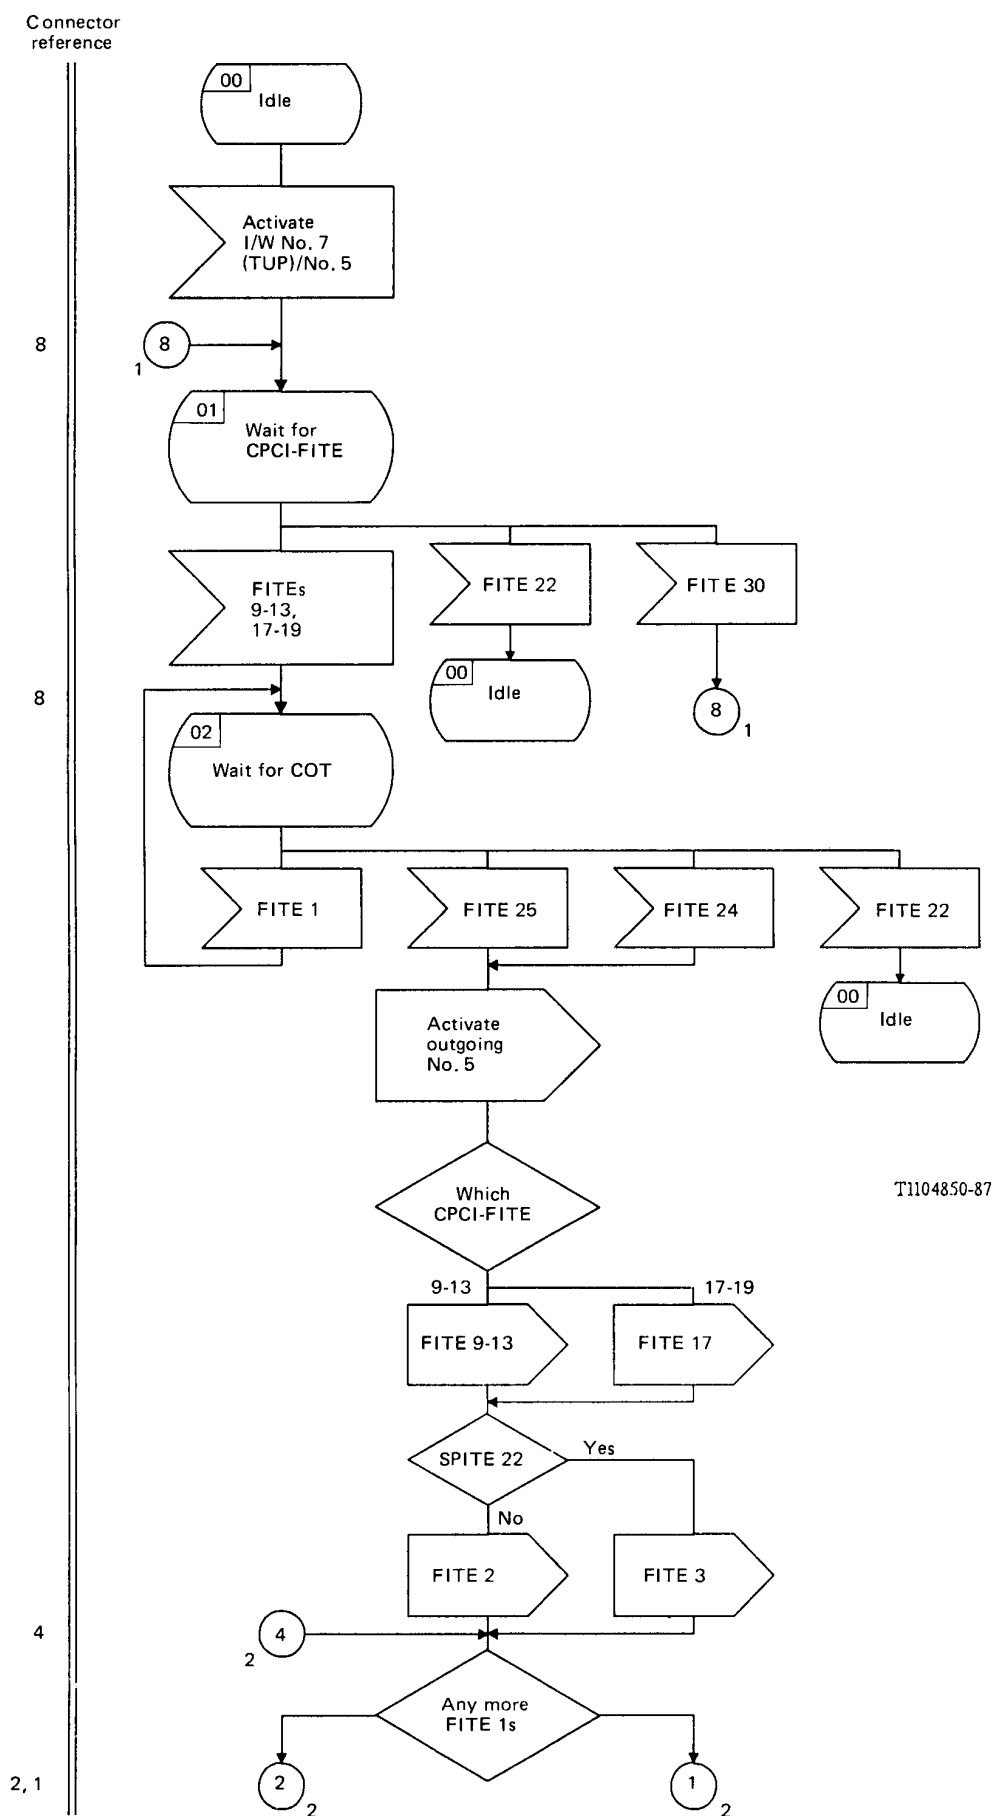 Connector
reference
00
Idle
Activate
I/W No. 7
(TUP)/No. 5
8
8
1
01
Wait for
CPCI-FITE
FITEs
9-13,
17-19
FITE 22
FITE 30
00
Idle
8
1
8
02
Wait for COT
FITE 1
FITE 25
FITE 24
FITE 22
00
Idle
Activate
outgoing
No. 5
Which
CPCI-FITE
T1104850-87
9-13
17-19
FITE 9-13
FITE 17
SPITE 22
Yes
No
FITE 2
FITE 3
4
4
2
Any more
FITE 1s
2, 1
2
2
1
2